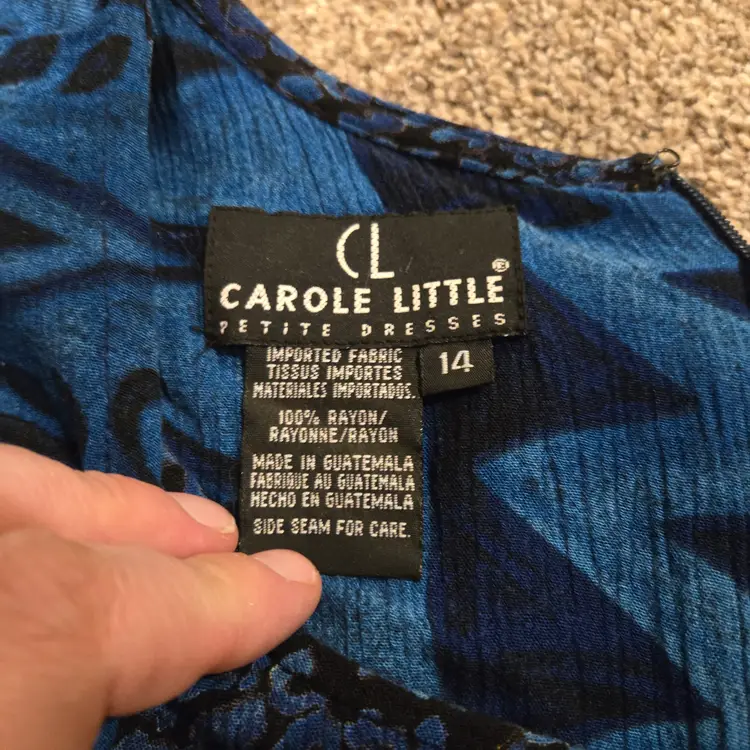 CL
CAROLE LITTLE®
PETITE DRESSES
14
IMPORTED FABRIC
TISSUS IMPORTES
MATERIALES IMPORTADOS.
100% RAYON/
RAYONNE/RAYON
MADE IN GUATEMALA
FABRIQUE AU GUATEMALA
HECHO EN GUATEMALA
SIDE SEAM FOR CARE.